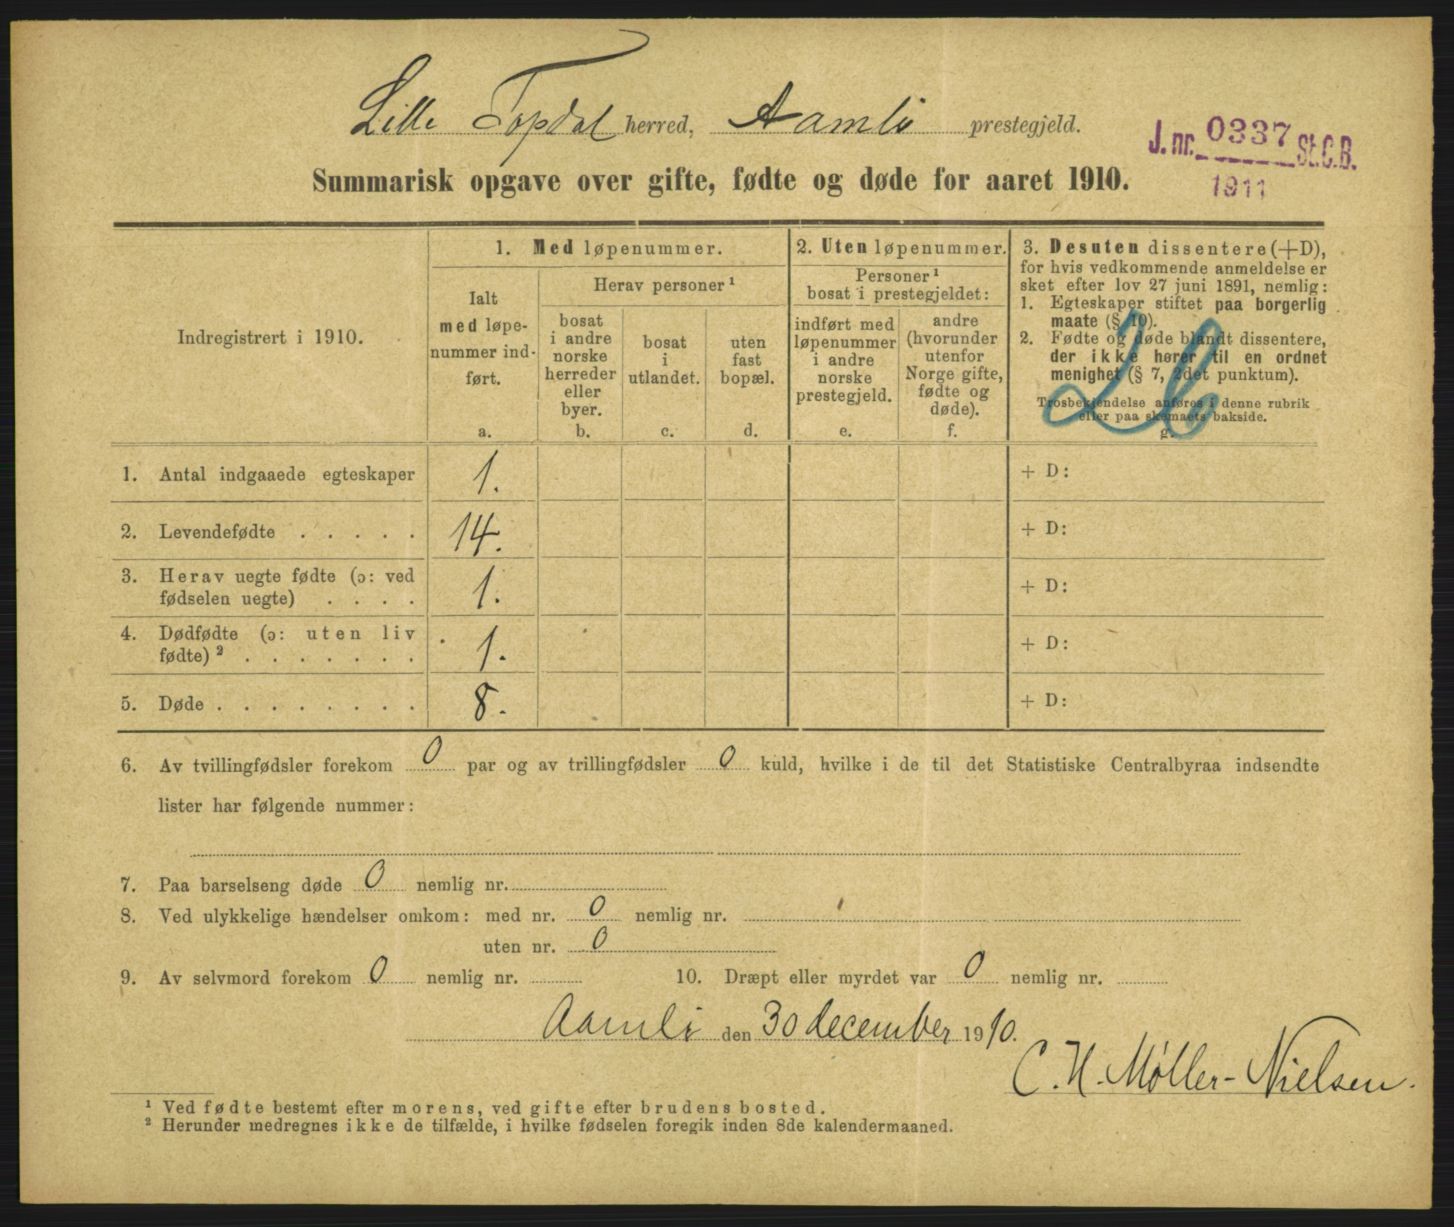 Lille Topdal herred, Aamli prestegjeld.
J. nr. 0337 St. C. B.
1911
Summarisk opgave over gifte, fødte og døde for aaret 1910.
Indregistrert i 1910.
1. Med løpenummer.
Ialt
med løpe-
nummer ind-
ført.
a.
Herav personer ¹
bosat
i andre
norske
herreder
eller
byer.
b.
bosat
i
utlandet.
c.
uten
fast
bopæl.
d.
2. Uten løpenummer.
Personer ¹
bosat i prestegjeldet:
indført med
løpenummer
i andre
norske
prestegjeld.
e.
andre
(hvorunder
utenfor
Norge gifte,
fødte og
døde).
f.
3. Desuten dissentere (+D),
for hvis vedkommende anmeldelse er
sket efter lov 27 juni 1891, nemlig:
1. Egteskaper stiftet paa borgerlig
maate (§ 10).
2. Fødte og døde blandt dissentere,
der ikke hører til en ordnet
menighet (§ 7, 2det punktum).
Trosbekjendelse anføres i denne rubrik
eller paa skemaets bakside.
g.
1. Antal indgaaede egteskaper 1. + D:
2. Levendefødte . . . . . 14. + D:
3. Herav uegte fødte (ɔ: ved
fødselen uegte) . . . . 1. + D:
4. Dødfødte (ɔ: uten liv
fødte) ² . . . . . . . 1. + D:
5. Døde . . . . . . . . 8. + D:
6. Av tvillingfødsler forekom 0 par og av trillingfødsler 0 kuld, hvilke i de til det Statistiske Centralbyraa indsendte
lister har følgende nummer:
7. Paa barselseng døde 0 nemlig nr.
8. Ved ulykkelige hændelser omkom: med nr. 0 nemlig nr.
uten nr. 0
9. Av selvmord forekom 0 nemlig nr. 10. Dræpt eller myrdet var 0 nemlig nr.
Aamli den 30 december 1910.
C. H. Møller-Nielsen.
¹ Ved fødte bestemt efter morens, ved gifte efter brudens bosted.
² Herunder medregnes ikke de tilfælde, i hvilke fødselen foregik inden 8de kalendermaaned.